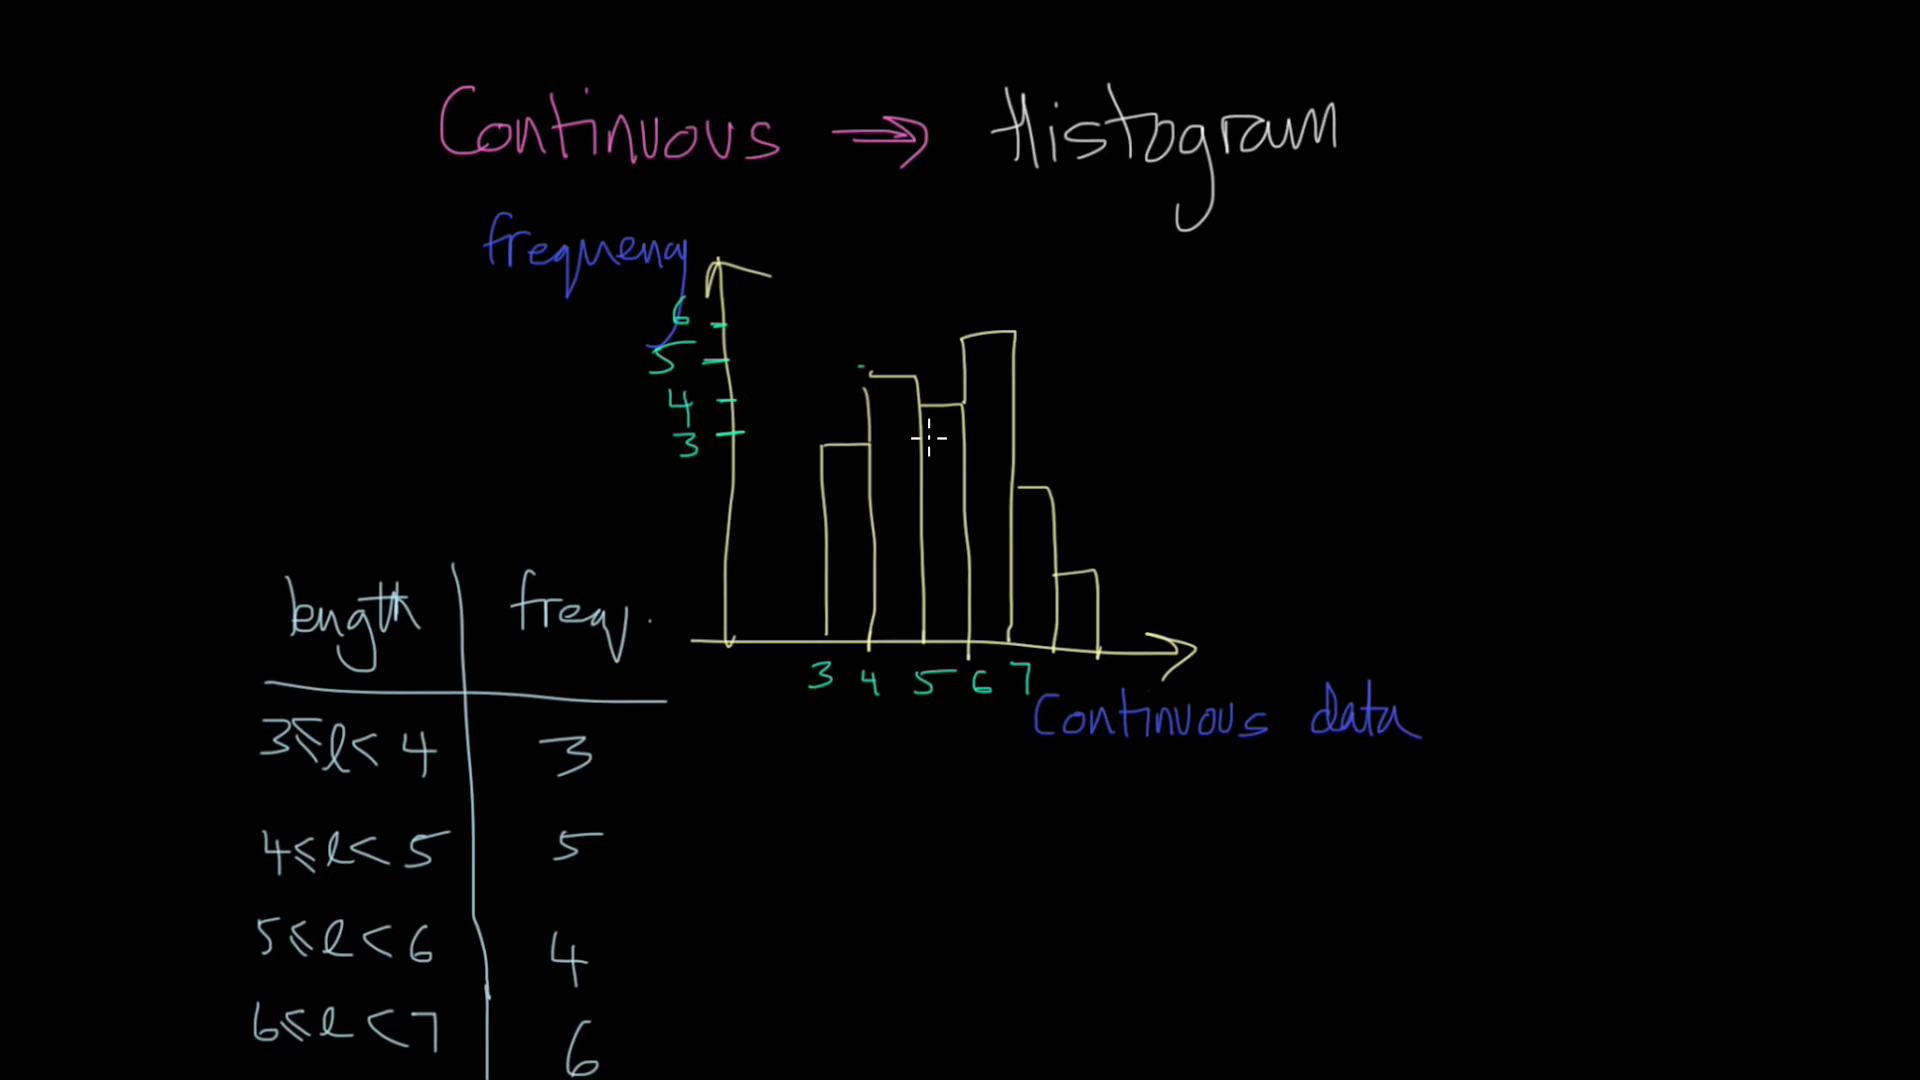 Continuous ⇒ Histogram
frequency
6
5
4
3
3 4 5 6 7
Continuous data
length freq.
3≤l<4 3
4≤l<5 5
5≤l<6 4
6≤l<7 6